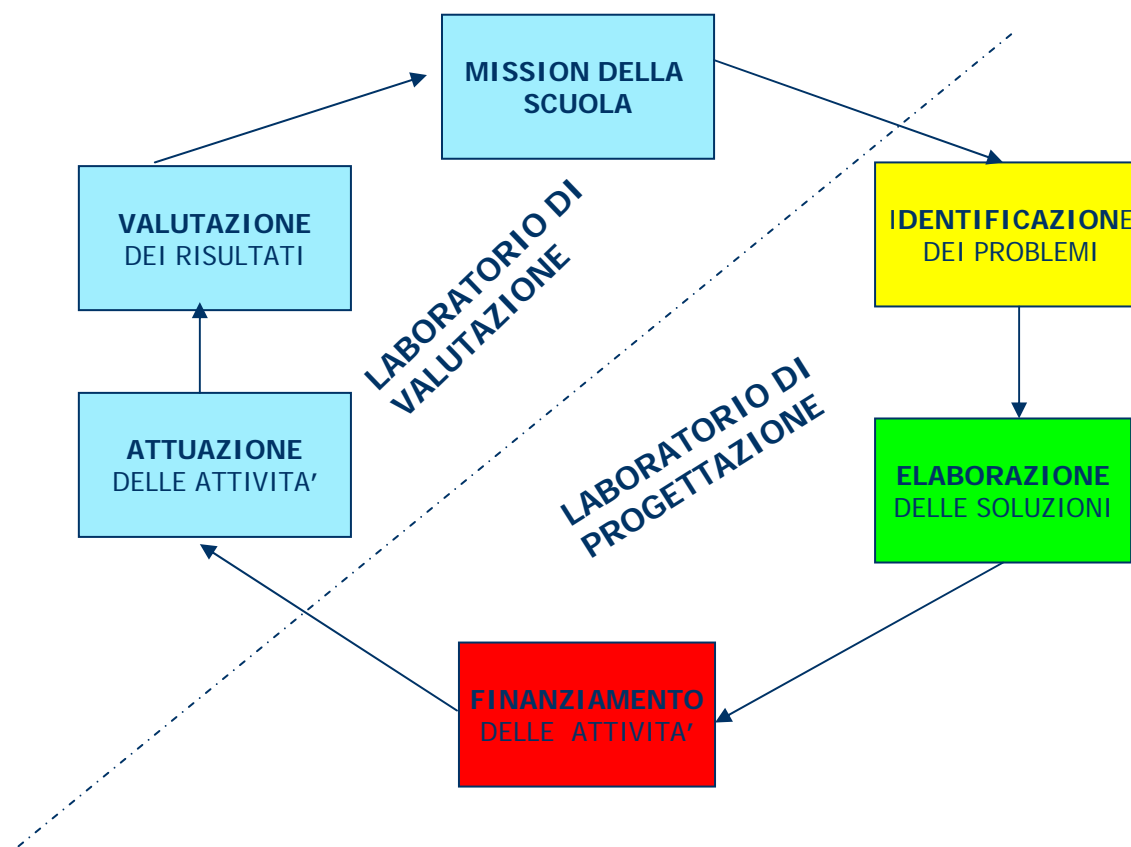 MISSION DELLA
SCUOLA
VALUTAZIONE
DEI RISULTATI
LABORATORIO DI
VALUTAZIONE
IDENTIFICAZIONE
DEI PROBLEMI
ATTUAZIONE
DELLE ATTIVITA'
LABORATORIO DI
PROGETTAZIONE
ELABORAZIONE
DELLE SOLUZIONI
FINANZIAMENTO
DELLE ATTIVITA'